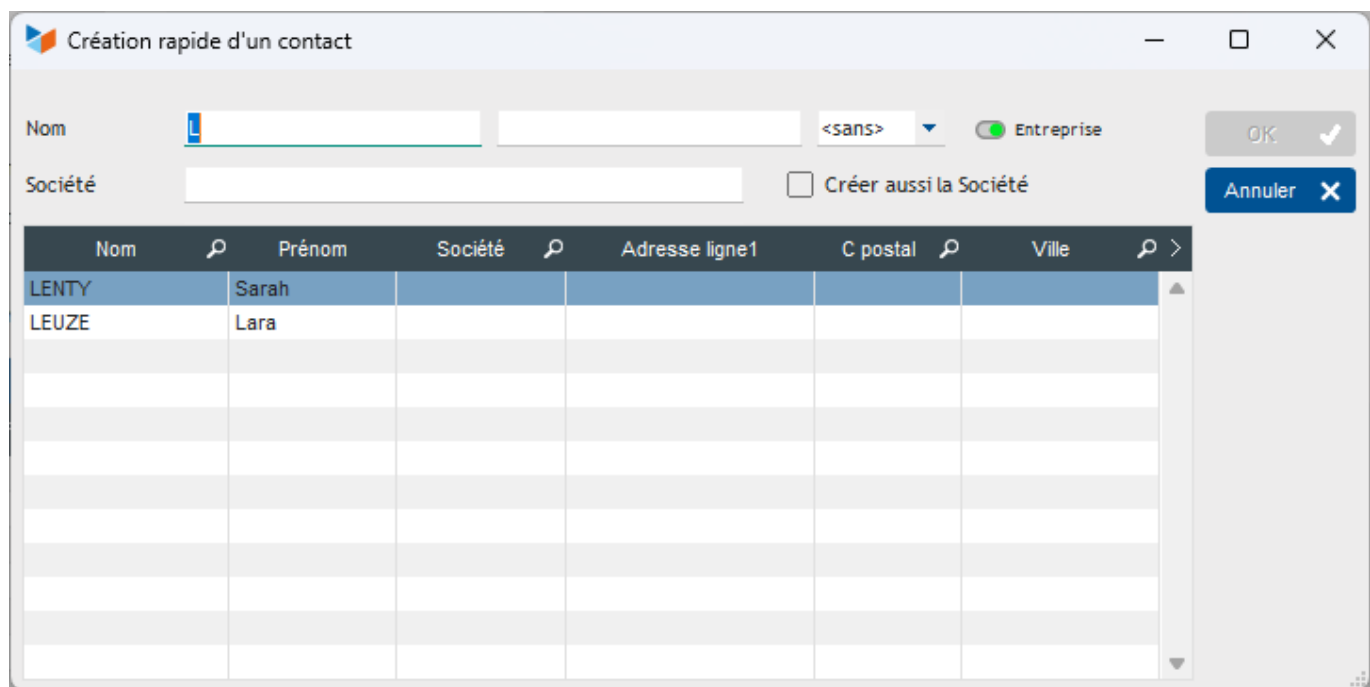 Création rapide d'un contact
Nom L <sans> Entreprise OK
Société Créer aussi la Société Annuler
Nom Prénom Société Adresse ligne1 C postal Ville
LENTY Sarah
LEUZE Lara